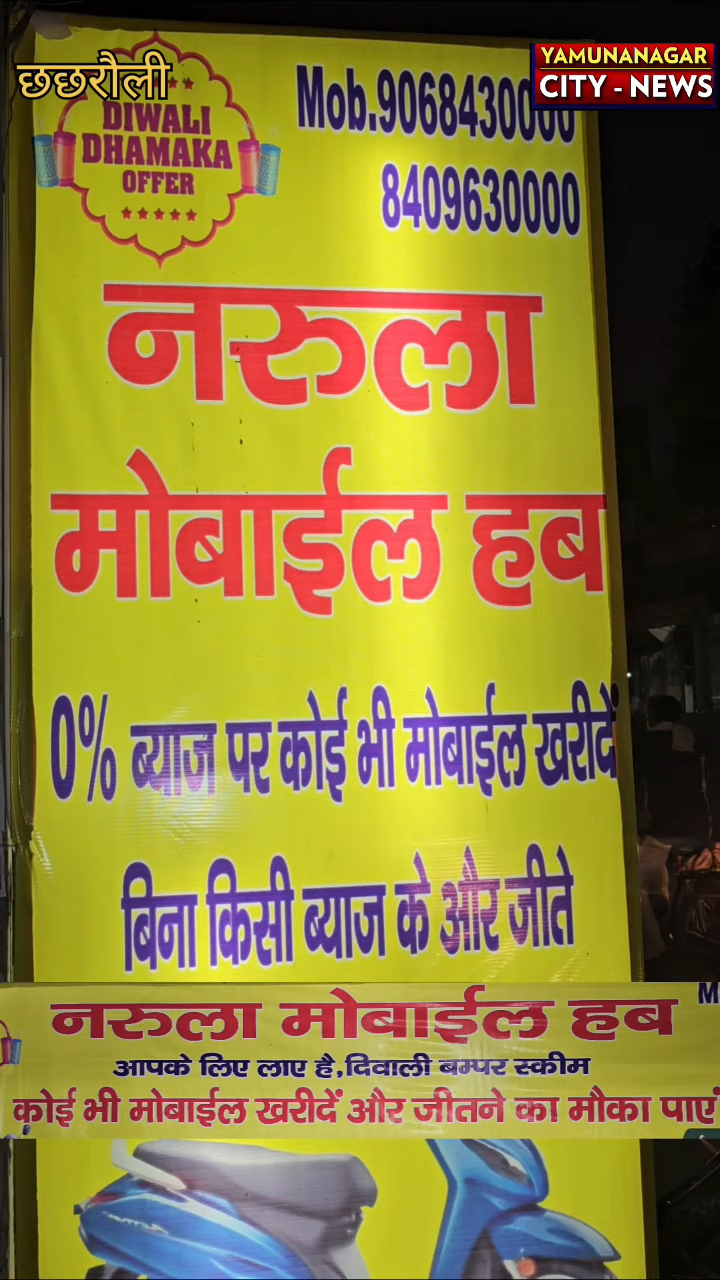 छछरौली
YAMUNANAGAR
CITY - NEWS
DIWALI
DHAMAKA
OFFER
Mob.9068430000
8409630000
नरुला
मोबाईल हब
0% ब्याज पर कोई भी मोबाईल खरीदें
बिना किसी ब्याज के और जीते
नरुला मोबाईल हब
आपके लिए लाए है,दिवाली बम्पर स्कीम
कोई भी मोबाईल खरीदें और जीतने का मौका पाएं